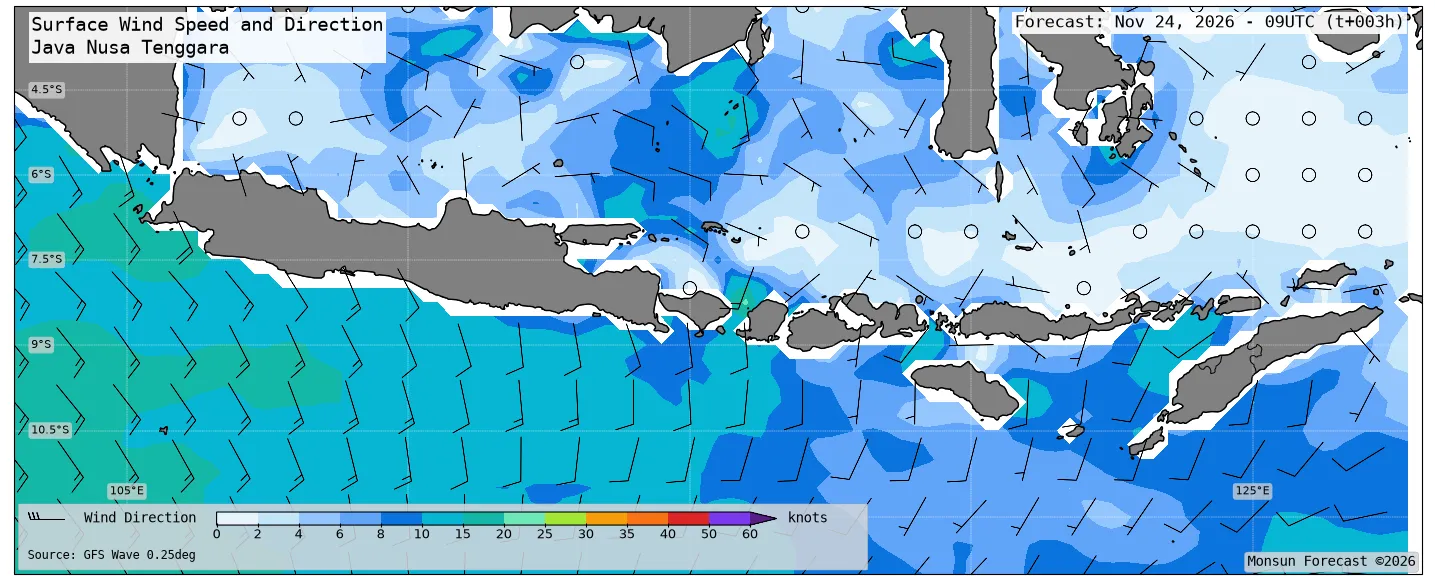 Surface Wind Speed and Direction
Java Nusa Tenggara
Forecast: Nov 24, 2026 - 09UTC (t+003h)
4.5°S
6°S
7.5°S
9°S
10.5°S
105°E
125°E
Wind Direction
knots
0 2 4 6 8 10 15 20 25 30 35 40 50 60
Source: GFS Wave 0.25deg
Monsun Forecast ©2026